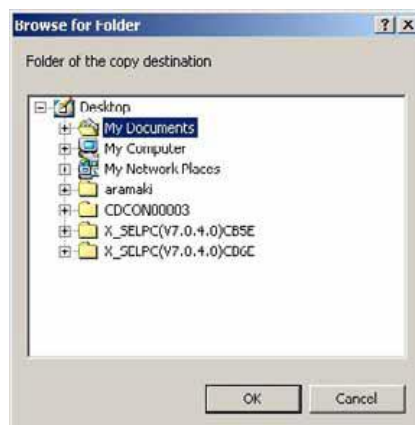 Browse for Folder
Folder of the copy destination
Desktop
My Documents
My Computer
My Network Places
aramaki
CDCON00003
X_SELPC(V7.0.4.0)CB5E
X_SELPC(V7.0.4.0)CD6E
OK
Cancel